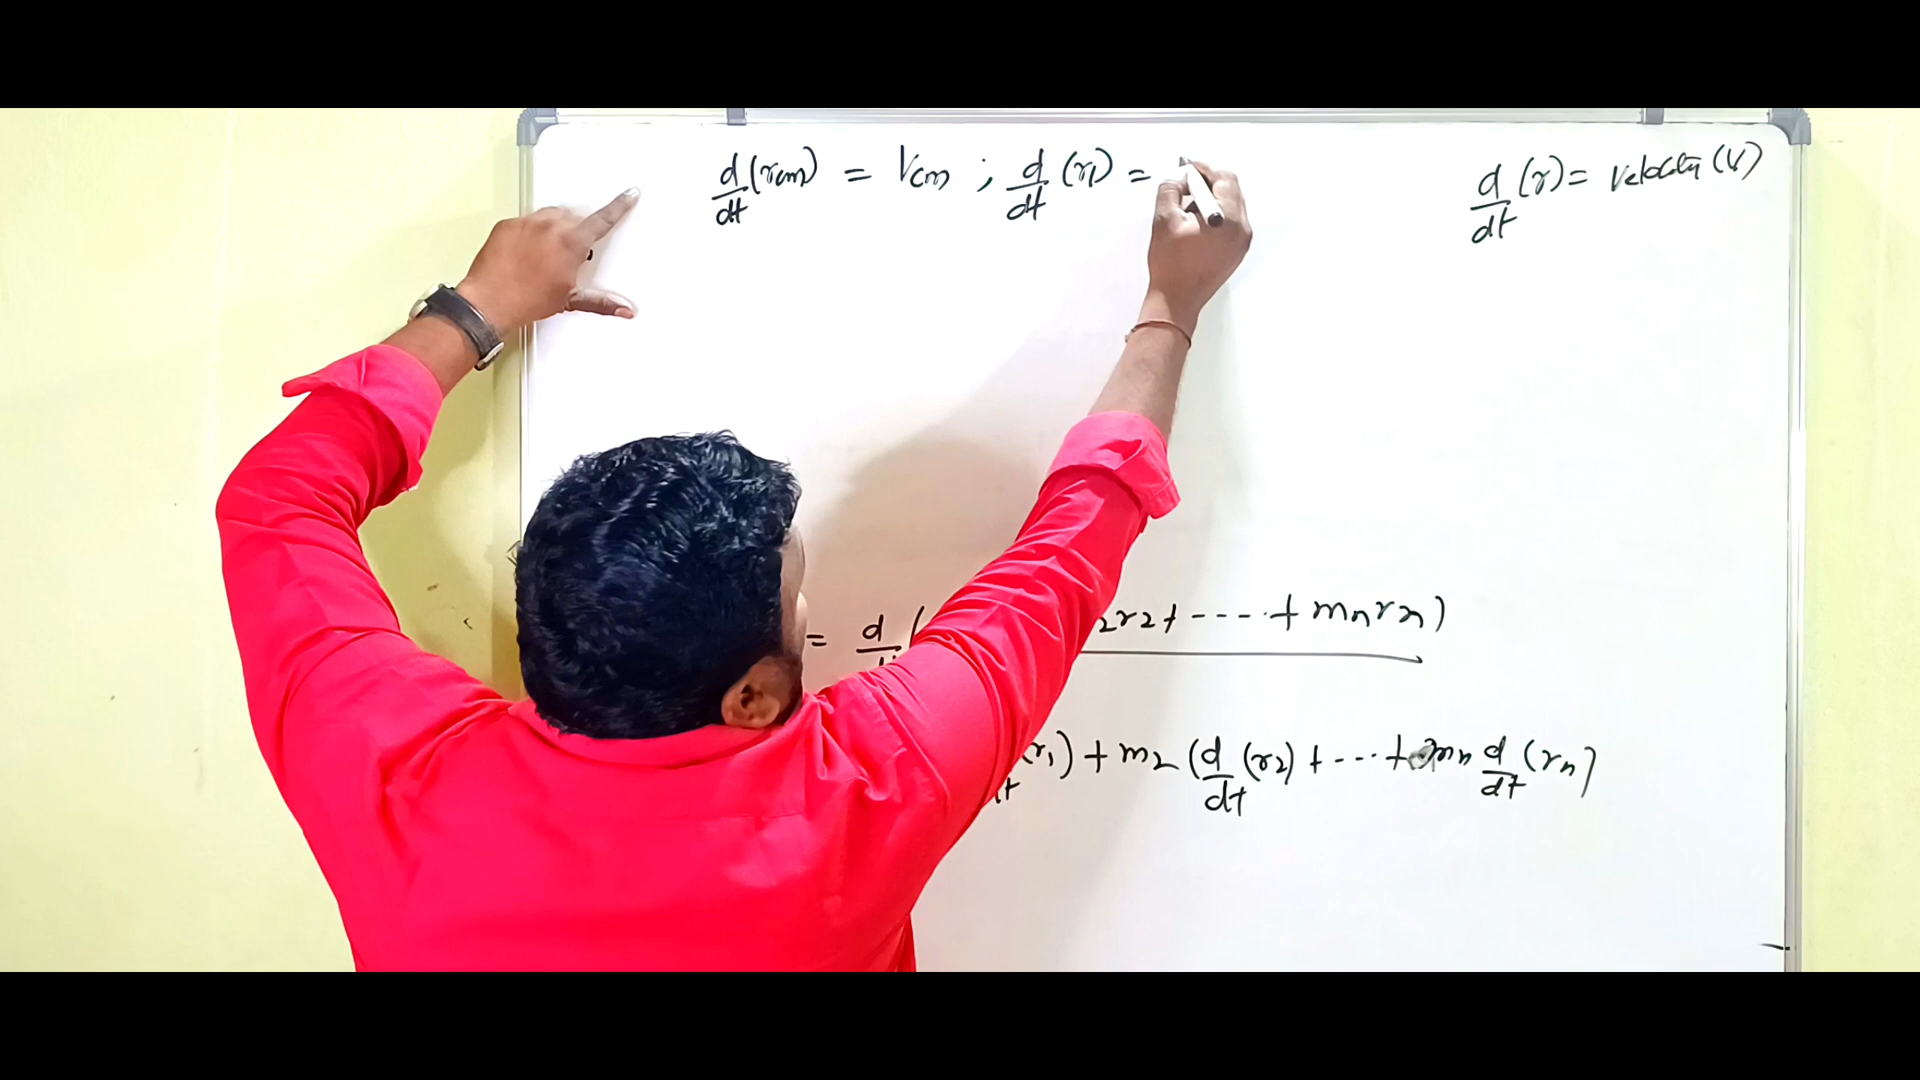 d/dt (rcm) = Vcm ; d/dt (r1) =
d/dt (r) = velocity (V)
= d/dt ( 2r2 + ---- + mnrn)
(r1) + m2 (d/dt (r2) + --- + mn d/dt (rn)